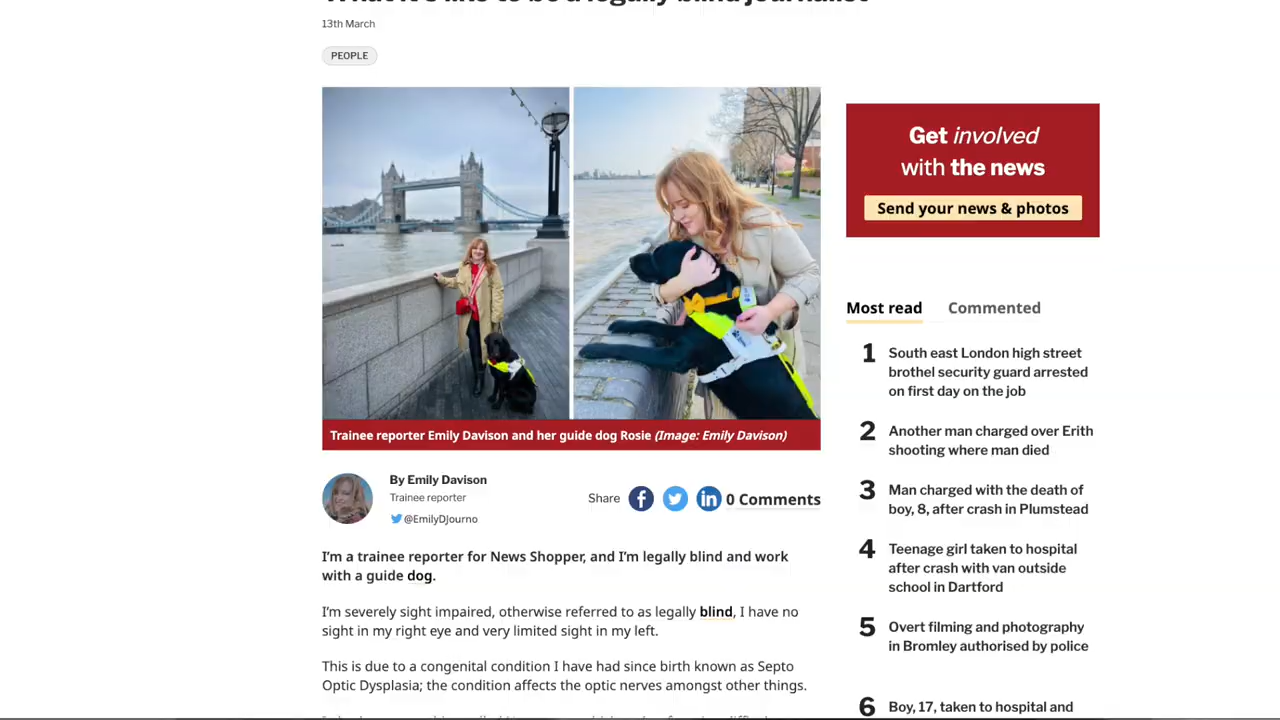 What it's like to be a legally blind journalist
13th March
PEOPLE
Trainee reporter Emily Davison and her guide dog Rosie (Image: Emily Davison)
By Emily Davison
Trainee reporter
@EmilyDJourno
Share
0 Comments
I'm a trainee reporter for News Shopper, and I'm legally blind and work
with a guide dog.
I'm severely sight impaired, otherwise referred to as legally blind, I have no
sight in my right eye and very limited sight in my left.
This is due to a congenital condition I have had since birth known as Septo
Optic Dysplasia; the condition affects the optic nerves amongst other things.
Get involved
with the news
Send your news & photos
Most read Commented
1 South east London high street
brothel security guard arrested
on first day on the job
2 Another man charged over Erith
shooting where man died
3 Man charged with the death of
boy, 8, after crash in Plumstead
4 Teenage girl taken to hospital
after crash with van outside
school in Dartford
5 Overt filming and photography
in Bromley authorised by police
6 Boy, 17, taken to hospital and